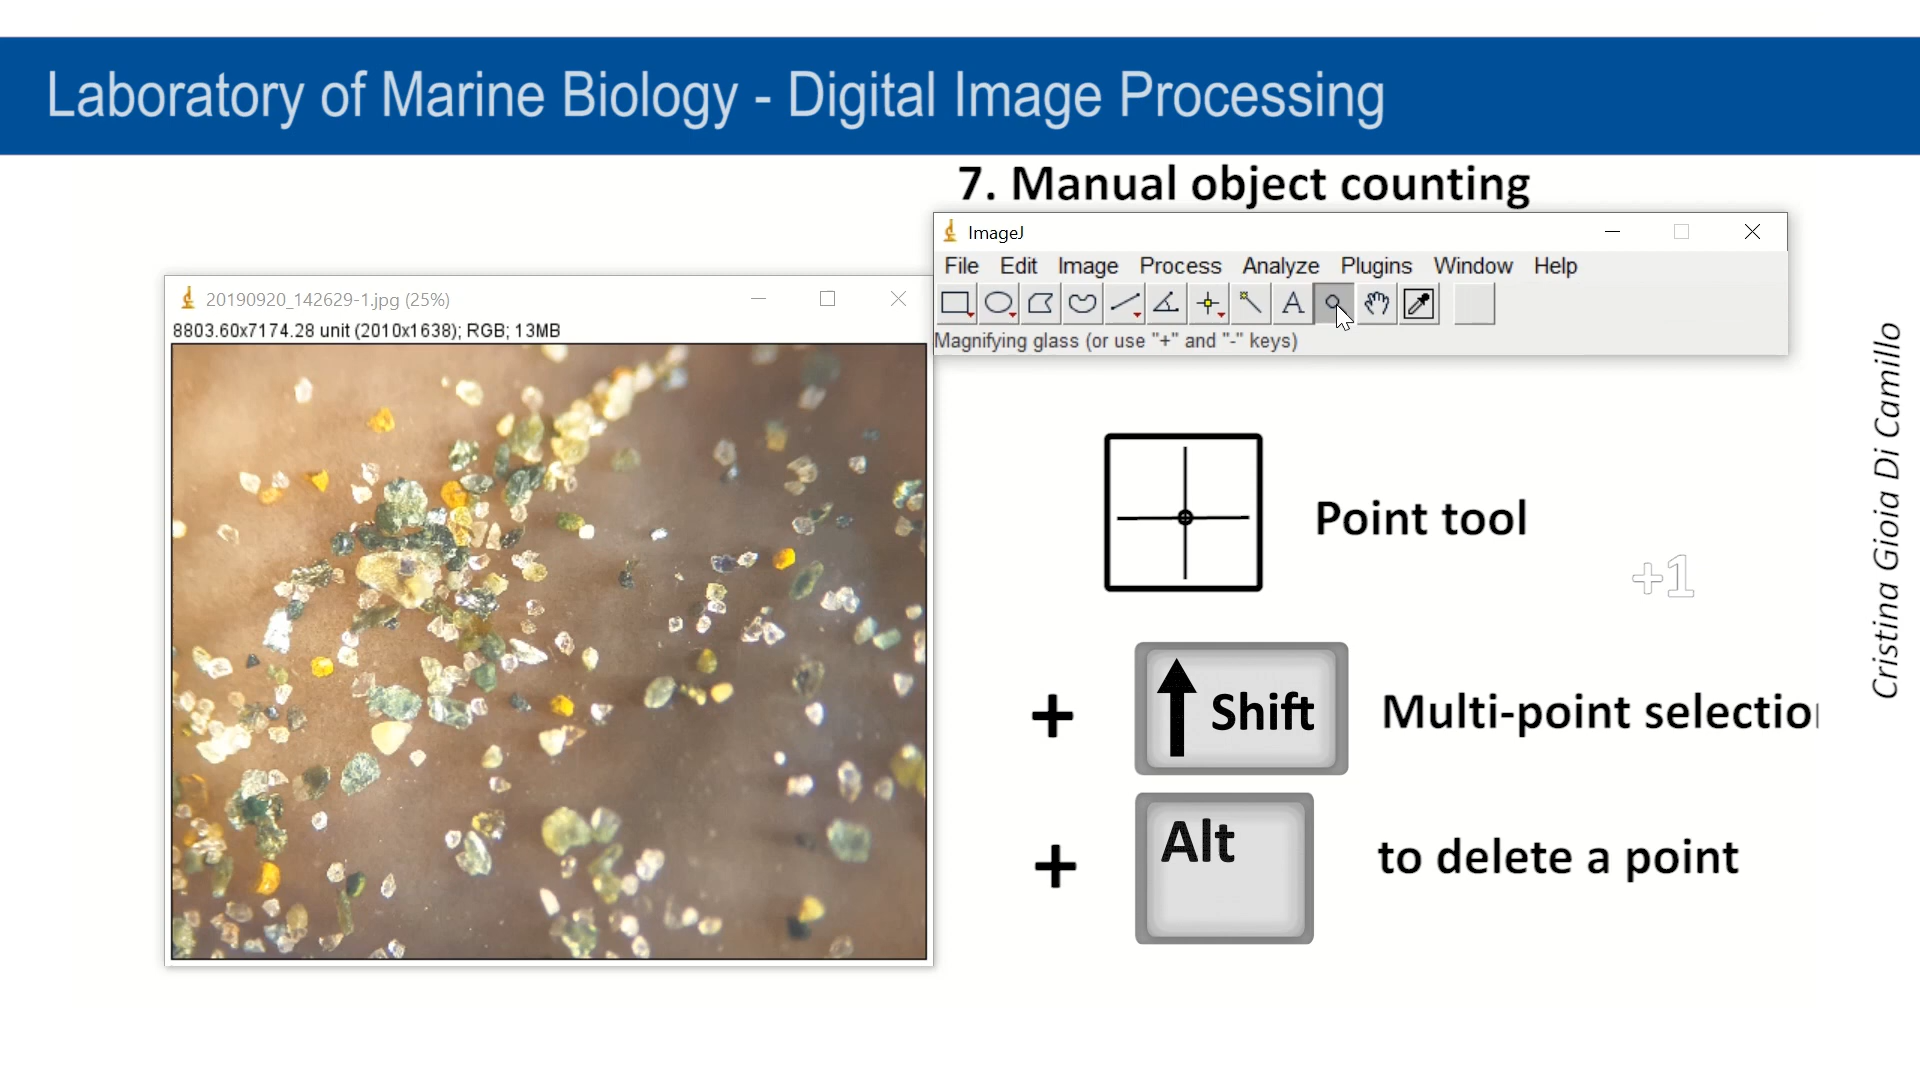 Laboratory of Marine Biology - Digital Image Processing
7. Manual object counting
ImageJ
File Edit Image Process Analyze Plugins Window Help
A
Magnifying glass (or use "+" and "-" keys)
20190920_142629-1.jpg (25%)
8803.60x7174.28 unit (2010x1638); RGB; 13MB
Point tool
+1
+ Shift Multi-point selectio
+ Alt to delete a point
Cristina Gioia Di Camillo